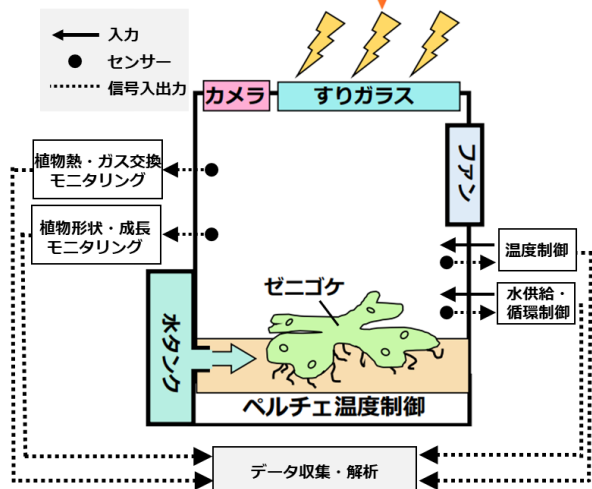 入力
センサー
信号入出力
カメラ
すりガラス
ファン
植物熱・ガス交換
モニタリング
植物形状・成長
モニタリング
温度制御
水供給・
循環制御
ゼニゴケ
水タンク
ペルチェ温度制御
データ収集・解析